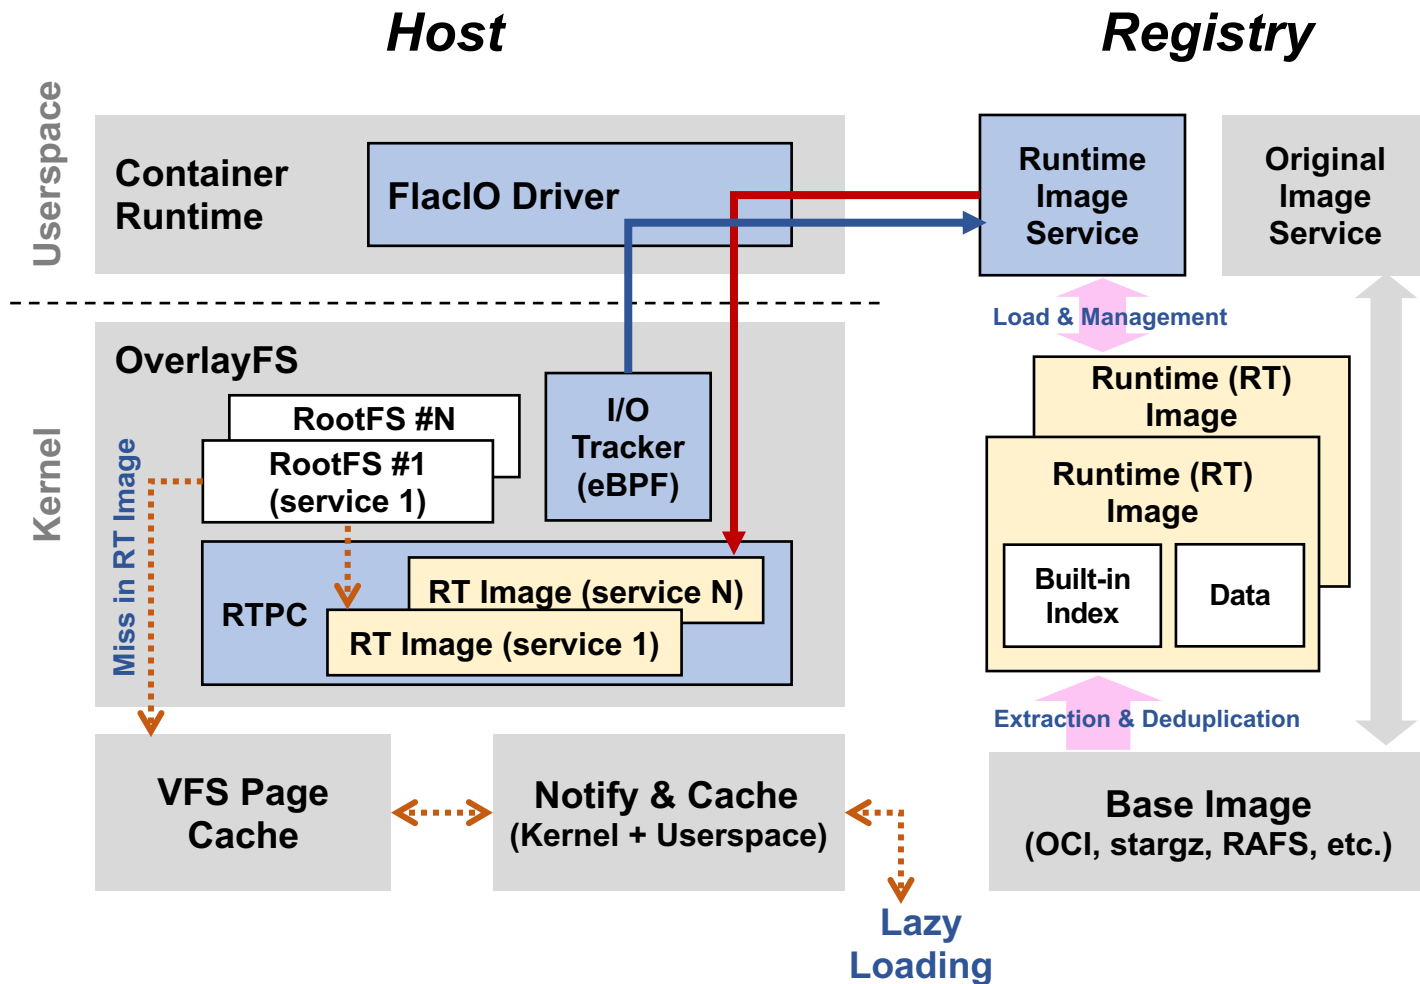 Host
Registry
Userspace
Container
Runtime
FlacIO Driver
Runtime
Image
Service
Original
Image
Service
Load & Management
Kernel
OverlayFS
RootFS #N
RootFS #1
(service 1)
I/O
Tracker
(eBPF)
Miss in RT Image
RTPC
RT Image (service N)
RT Image (service 1)
Runtime (RT)
Image
Runtime (RT)
Image
Built-in
Index
Data
Extraction & Deduplication
VFS Page
Cache
Notify & Cache
(Kernel + Userspace)
Lazy
Loading
Base Image
(OCI, stargz, RAFS, etc.)